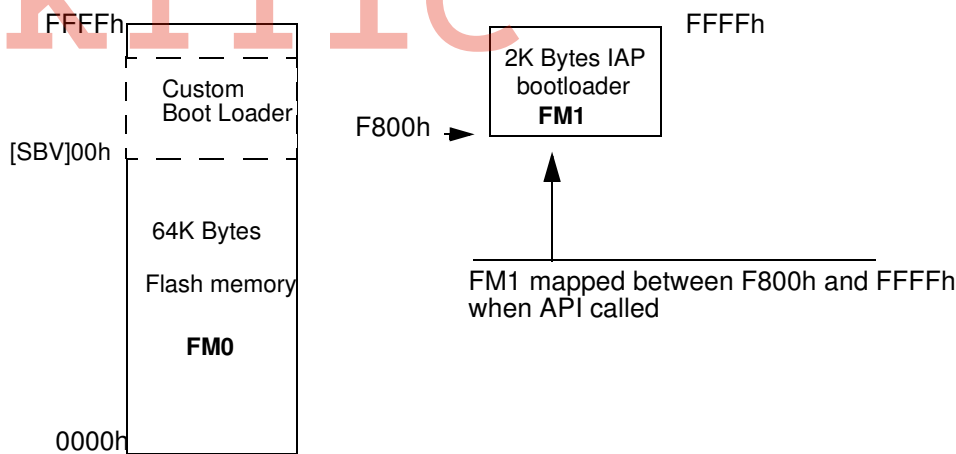 KITIC
FFFFh
Custom
Boot Loader
[SBV]00h
64K Bytes
Flash memory
FM0
0000h
FFFFh
2K Bytes IAP
bootloader
FM1
F800h
FM1 mapped between F800h and FFFFh
when API called